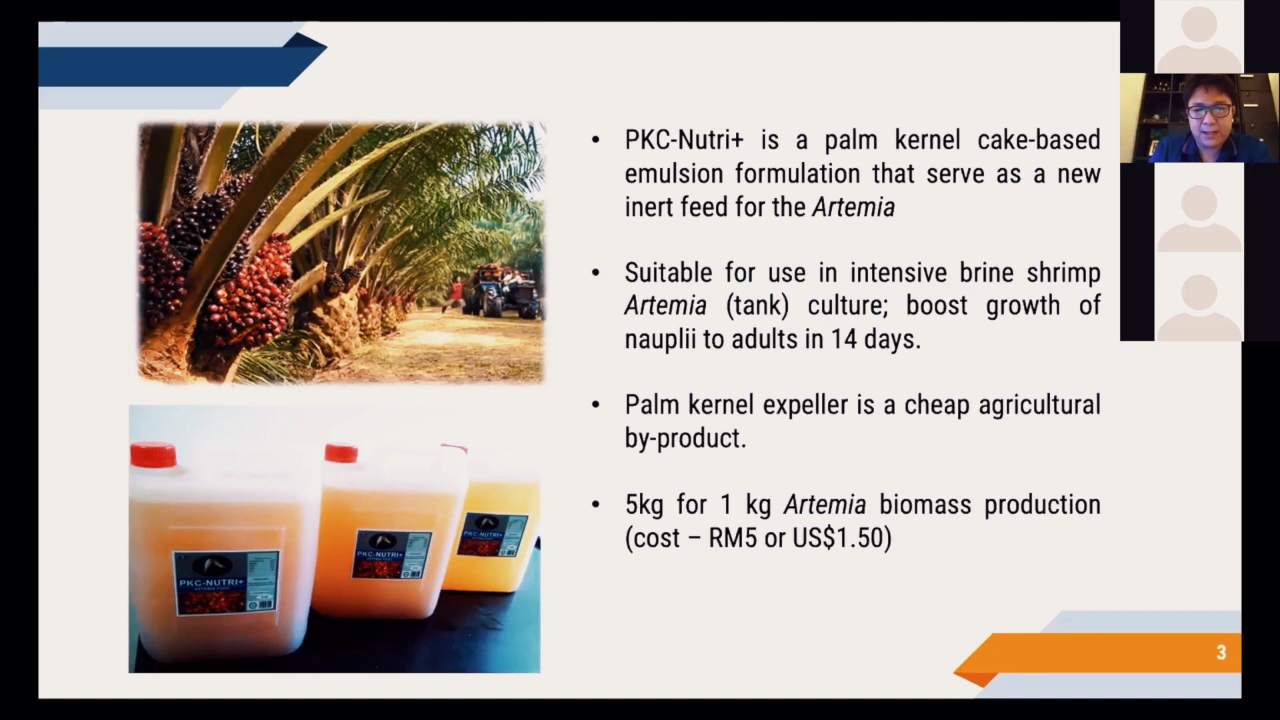 • PKC-Nutri+ is a palm kernel cake-based
emulsion formulation that serve as a new
inert feed for the Artemia
• Suitable for use in intensive brine shrimp
Artemia (tank) culture; boost growth of
nauplii to adults in 14 days.
• Palm kernel expeller is a cheap agricultural
by-product.
• 5kg for 1 kg Artemia biomass production
(cost – RM5 or US$1.50)
PKC-NUTRI+
PKC-NUTRI+
PKC-NUTRI+
3